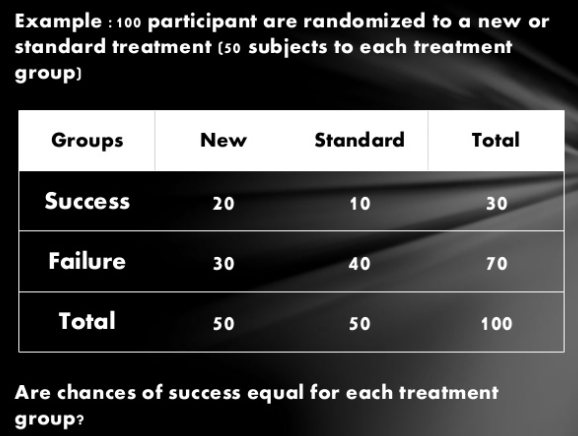 Example : 100 participant are randomized to a new or
standard treatment (50 subjects to each treatment
group)
Groups New Standard Total
Success 20 10 30
Failure 30 40 70
Total 50 50 100
Are chances of success equal for each treatment
group?